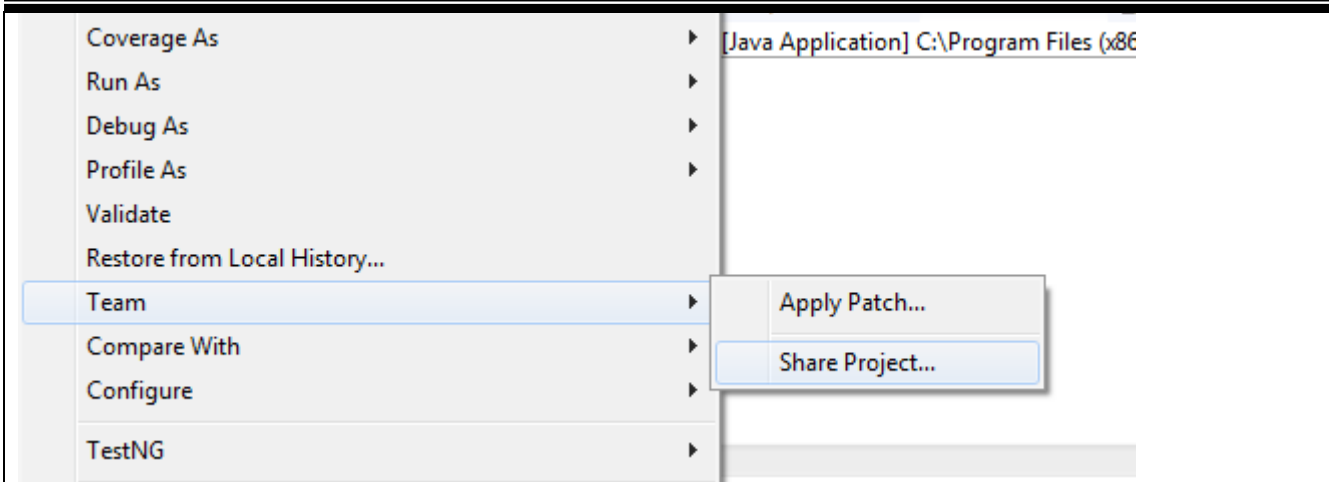 Coverage As
[Java Application] C:\Program Files (x86
Run As
Debug As
Profile As
Validate
Restore from Local History...
Team
Apply Patch...
Compare With
Share Project...
Configure
TestNG